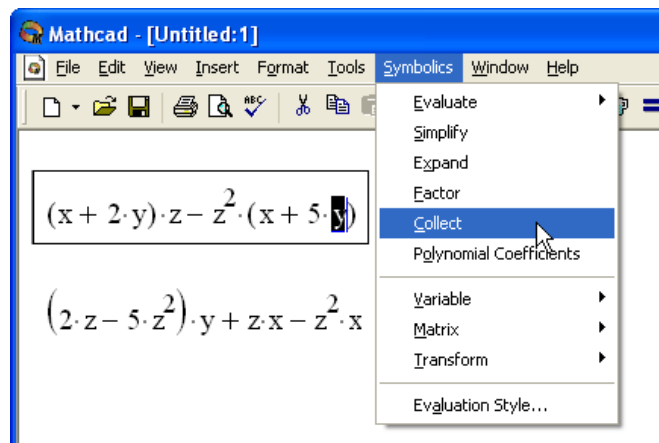 Mathcad - [Untitled:1]
File Edit View Insert Format Tools Symbolics Window Help
ABC
Evaluate
Simplify
Expand
Factor
Collect
Polynomial Coefficients
Variable
Matrix
Transform
Evaluation Style...
(x + 2·y)·z − z²·(x + 5·y)
(2·z − 5·z²)·y + z·x − z²·x